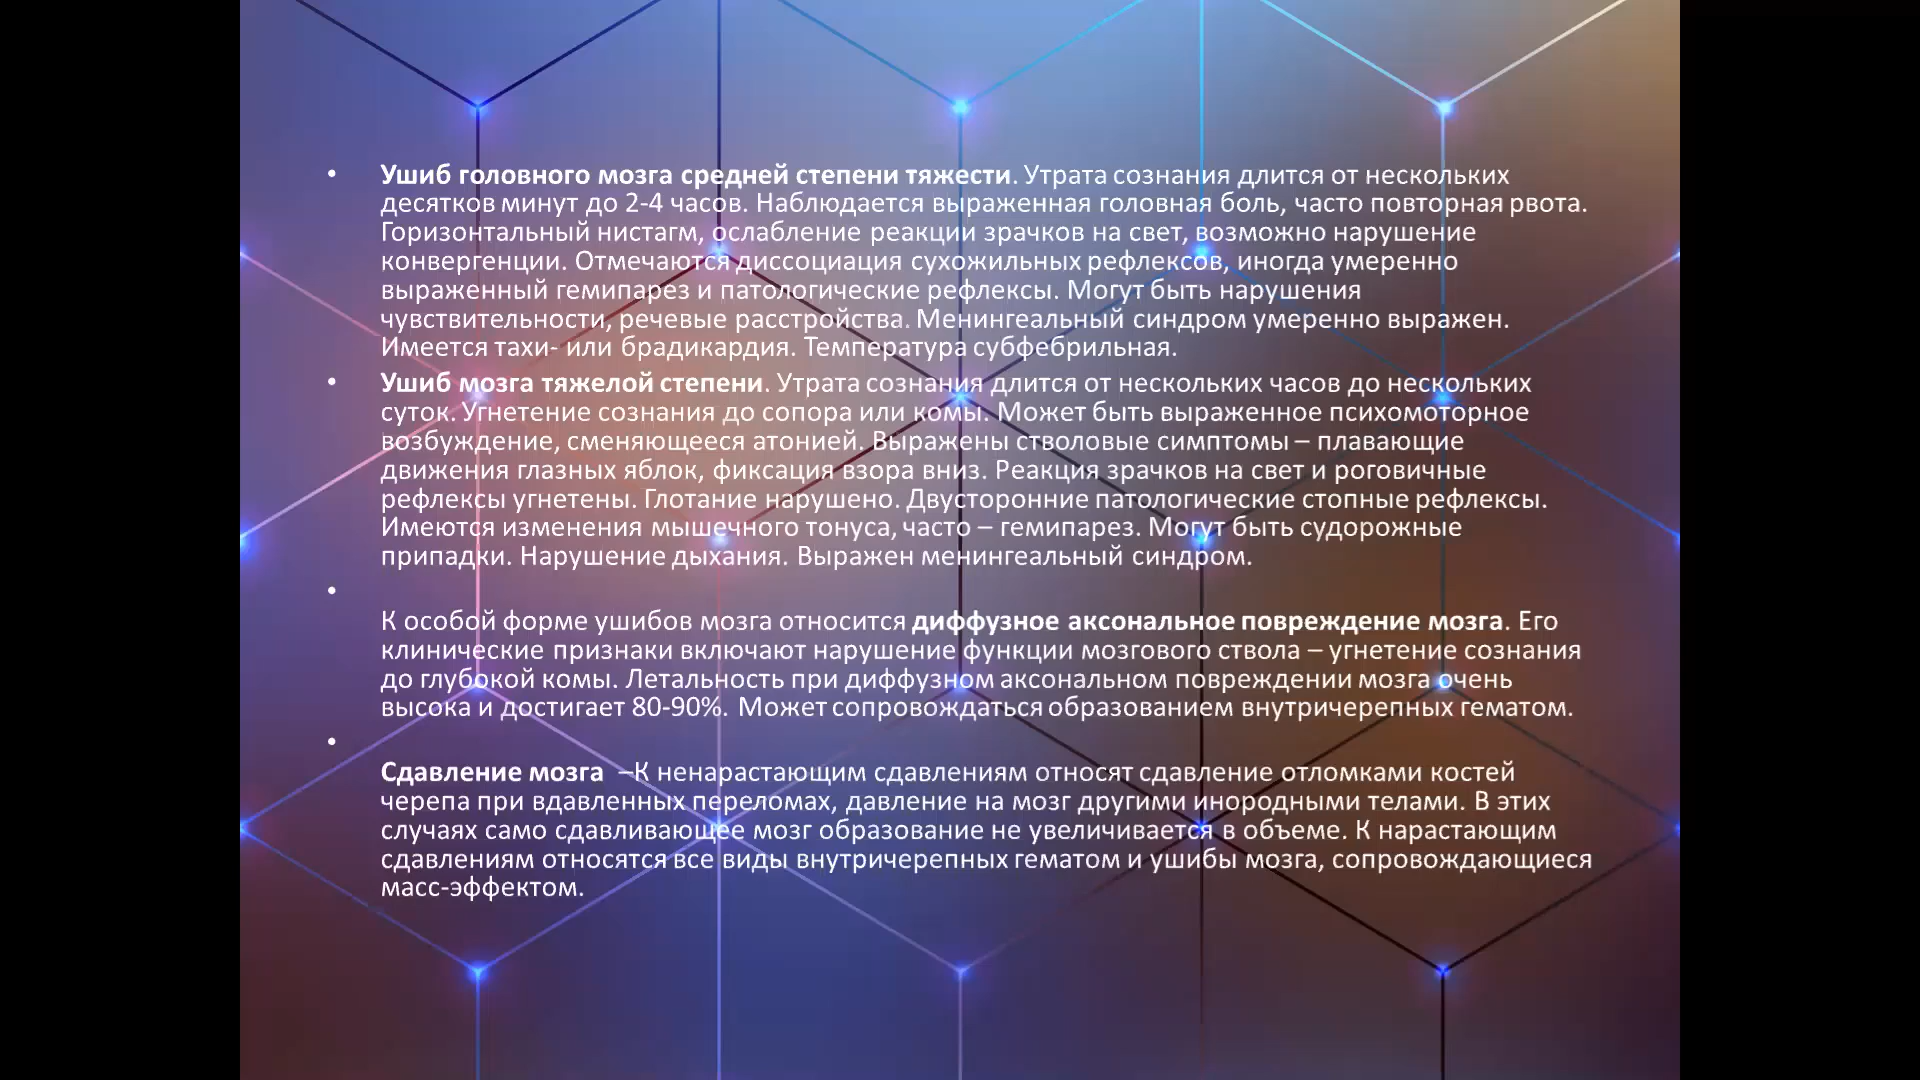 • Ушиб головного мозга средней степени тяжести. Утрата сознания длится от нескольких
десятков минут до 2-4 часов. Наблюдается выраженная головная боль, часто повторная рвота.
Горизонтальный нистагм, ослабление реакции зрачков на свет, возможно нарушение
конвергенции. Отмечаются диссоциация сухожильных рефлексов, иногда умеренно
выраженный гемипарез и патологические рефлексы. Могут быть нарушения
чувствительности, речевые расстройства. Менингеальный синдром умеренно выражен.
Имеется тахи- или брадикардия. Температура субфебрильная.
• Ушиб мозга тяжелой степени. Утрата сознания длится от нескольких часов до нескольких
суток. Угнетение сознания до сопора или комы. Может быть выраженное психомоторное
возбуждение, сменяющееся атонией. Выражены стволовые симптомы – плавающие
движения глазных яблок, фиксация взора вниз. Реакция зрачков на свет и роговичные
рефлексы угнетены. Глотание нарушено. Двусторонние патологические стопные рефлексы.
Имеются изменения мышечного тонуса, часто – гемипарез. Могут быть судорожные
припадки. Нарушение дыхания. Выражен менингеальный синдром.
•
К особой форме ушибов мозга относится диффузное аксональное повреждение мозга. Его
клинические признаки включают нарушение функции мозгового ствола – угнетение сознания
до глубокой комы. Летальность при диффузном аксональном повреждении мозга очень
высока и достигает 80-90%. Может сопровождаться образованием внутричерепных гематом.
•
Сдавление мозга –К ненарастающим сдавлениям относят сдавление отломками костей
черепа при вдавленных переломах, давление на мозг другими инородными телами. В этих
случаях само сдавливающее мозг образование не увеличивается в объеме. К нарастающим
сдавлениям относятся все виды внутричерепных гематом и ушибы мозга, сопровождающиеся
масс-эффектом.